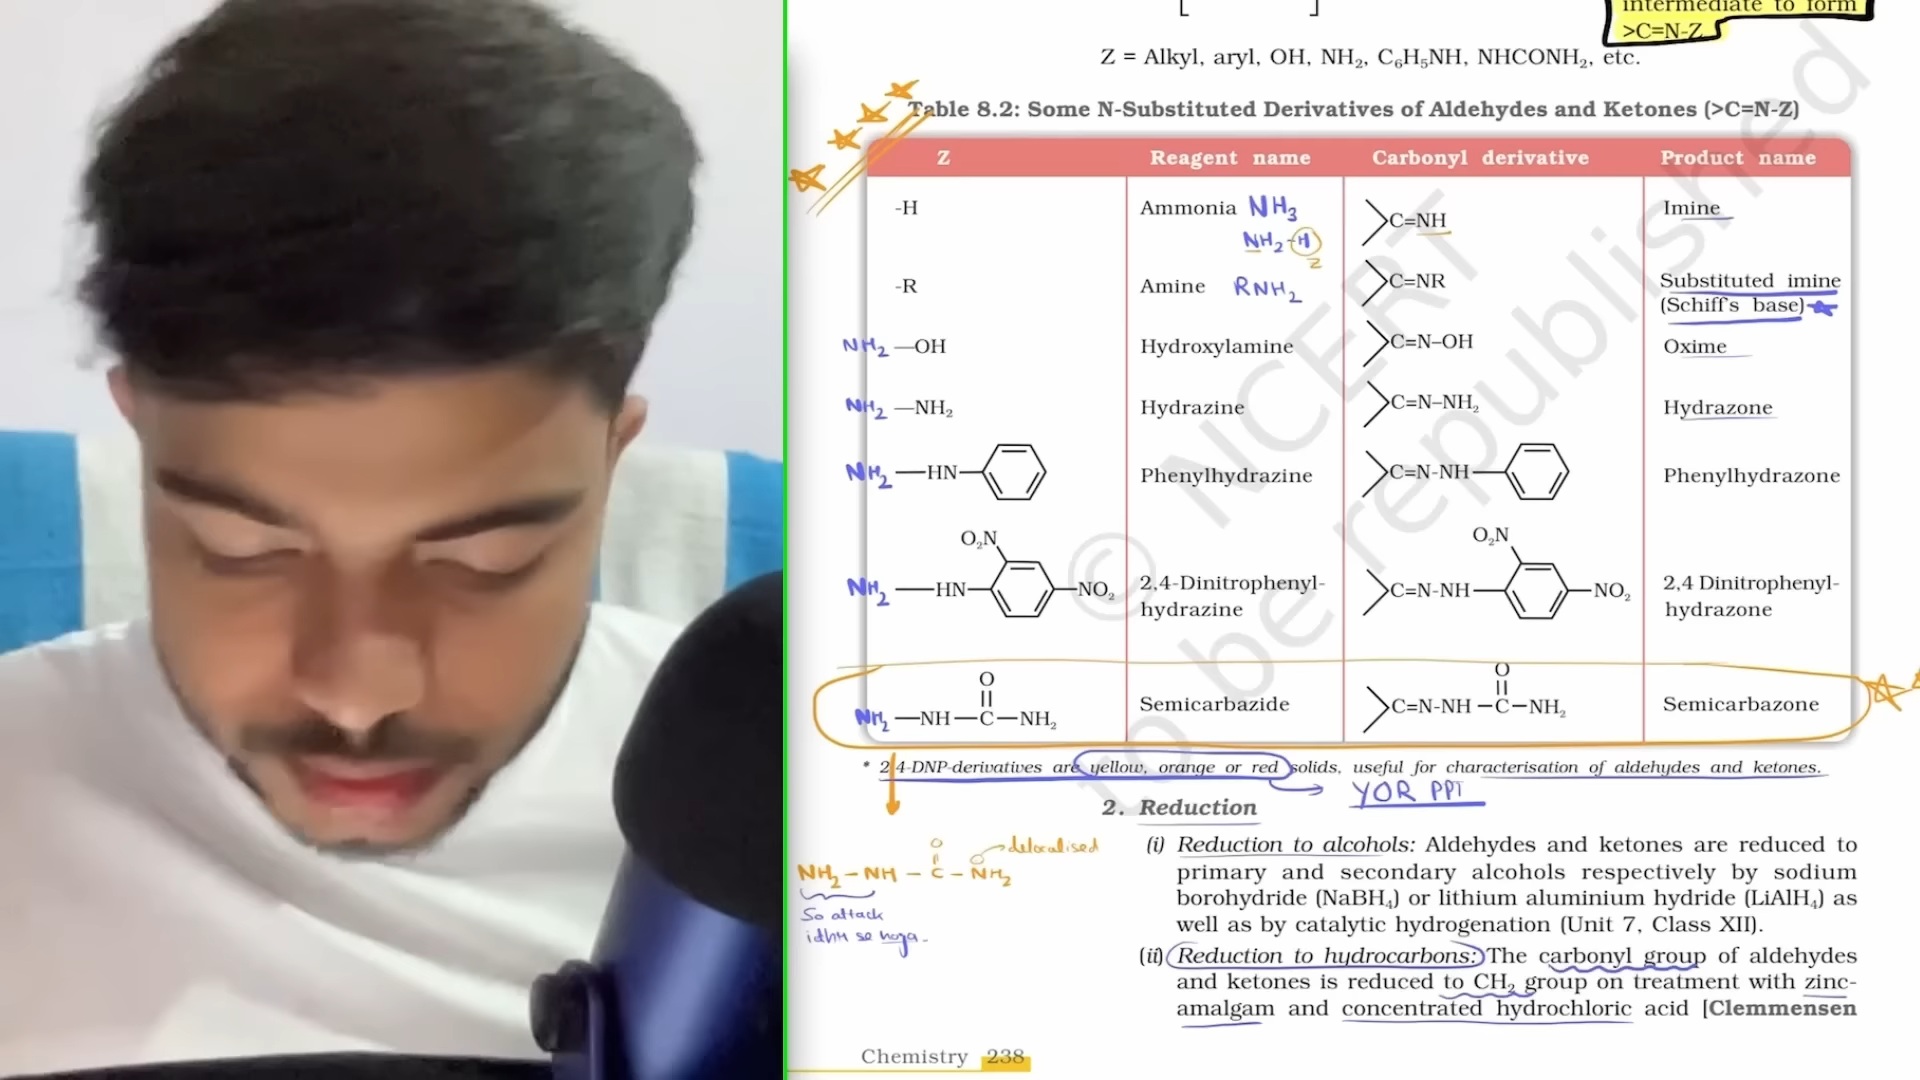 intermediate to form
>C=N-Z
Z = Alkyl, aryl, OH, NH₂, C₆H₅NH, NHCONH₂, etc.
Table 8.2: Some N-Substituted Derivatives of Aldehydes and Ketones (>C=N-Z)
Z Reagent name Carbonyl derivative Product name
-H Ammonia NH₃ C=NH Imine
NH₂-H
Z
-R Amine RNH₂ C=NR Substituted imine
(Schiff's base)
NH₂ —OH Hydroxylamine C=N–OH Oxime
NH₂ —NH₂ Hydrazine C=N–NH₂ Hydrazone
NH₂ —HN Phenylhydrazine C=N-NH Phenylhydrazone
O₂N O₂N
NH₂ —HN NO₂ 2,4-Dinitrophenyl- C=N-NH NO₂ 2,4 Dinitrophenyl-
hydrazine hydrazone
O O
NH₂ —NH—C—NH₂ Semicarbazide C=N-NH—C—NH₂ Semicarbazone
* 2,4-DNP-derivatives are yellow, orange or red solids, useful for characterisation of aldehydes and ketones.
YOR PPT
2. Reduction
(i) Reduction to alcohols: Aldehydes and ketones are reduced to
primary and secondary alcohols respectively by sodium
borohydride (NaBH₄) or lithium aluminium hydride (LiAlH₄) as
well as by catalytic hydrogenation (Unit 7, Class XII).
O delocalised
NH₂ – NH – C – NH₂
So attack
idhr se hoga.
(ii) Reduction to hydrocarbons: The carbonyl group of aldehydes
and ketones is reduced to CH₂ group on treatment with zinc-
amalgam and concentrated hydrochloric acid [Clemmensen
Chemistry 238
© NCERT
to be republished